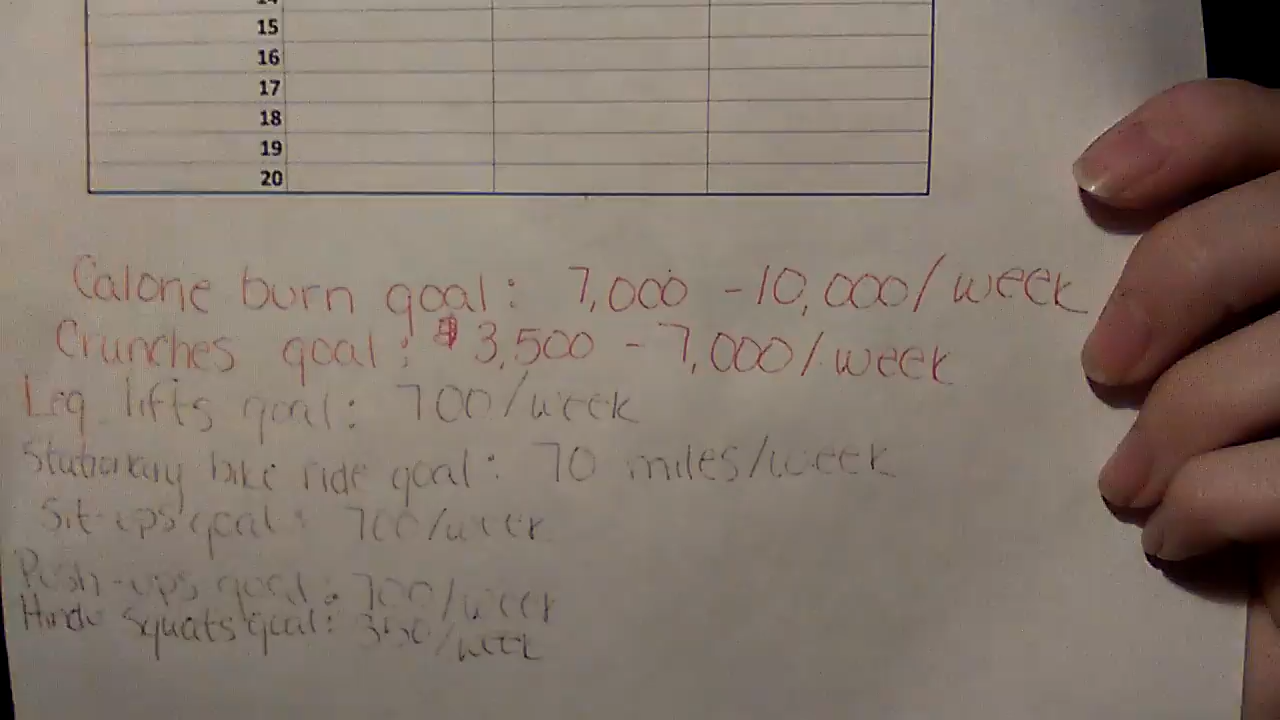 14
15
16
17
18
19
20
Calorie burn goal: 7,000 - 10,000/week
Crunches goal: 3,500 - 7,000/week
Leg lifts goal: 700/week
Stationary bike ride goal: 70 miles/week
Sit-ups goal: 700/week
Push-ups goal: 700/week
Hindu squats goal: 350/week